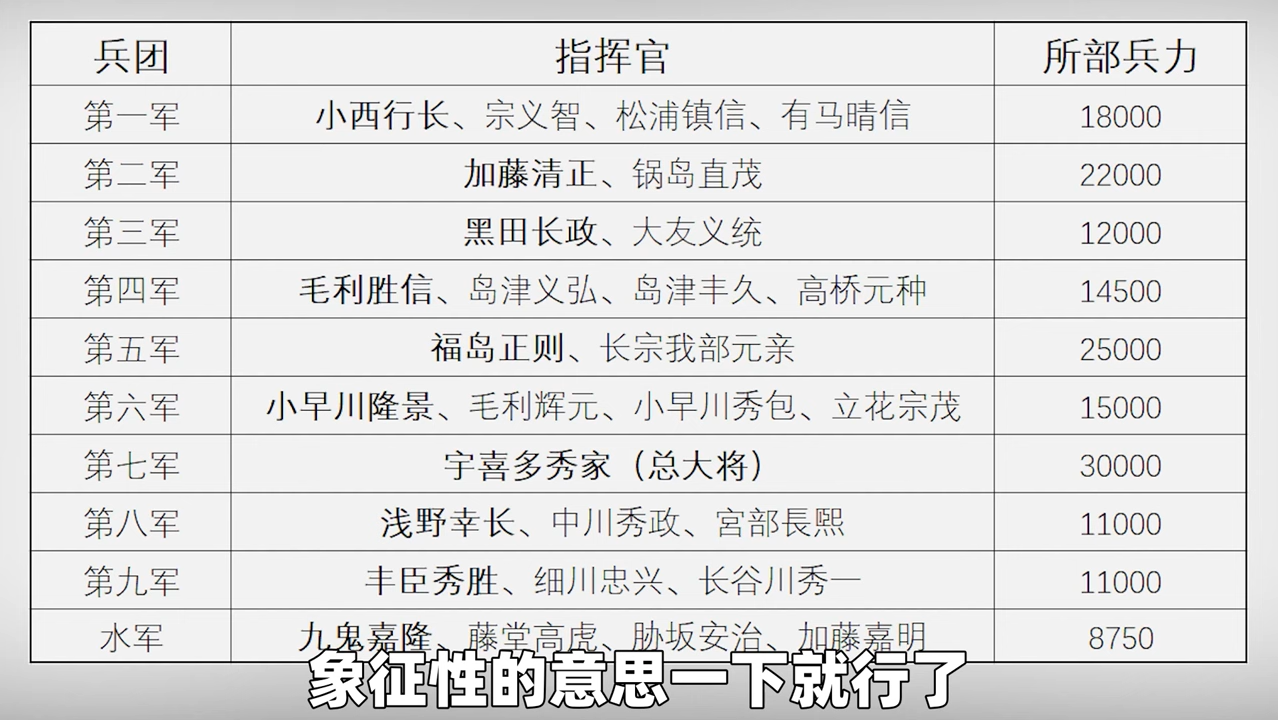 兵团 指挥官 所部兵力
第一军 小西行长、宗义智、松浦镇信、有马晴信 18000
第二军 加藤清正、锅岛直茂 22000
第三军 黑田长政、大友义统 12000
第四军 毛利胜信、岛津义弘、岛津丰久、高桥元种 14500
第五军 福岛正则、长宗我部元亲 25000
第六军 小早川隆景、毛利辉元、小早川秀包、立花宗茂 15000
第七军 宇喜多秀家（总大将） 30000
第八军 浅野幸长、中川秀政、宮部長熙 11000
第九军 丰臣秀胜、细川忠兴、长谷川秀一 11000
水军 九鬼嘉隆、藤堂高虎、胁坂安治、加藤嘉明 8750
象征性的意思一下就行了